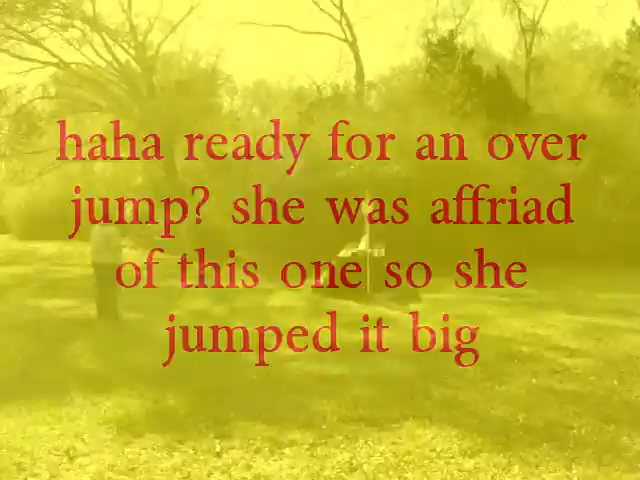 haha ready for an over
jump? she was affriad
of this one so she
jumped it big